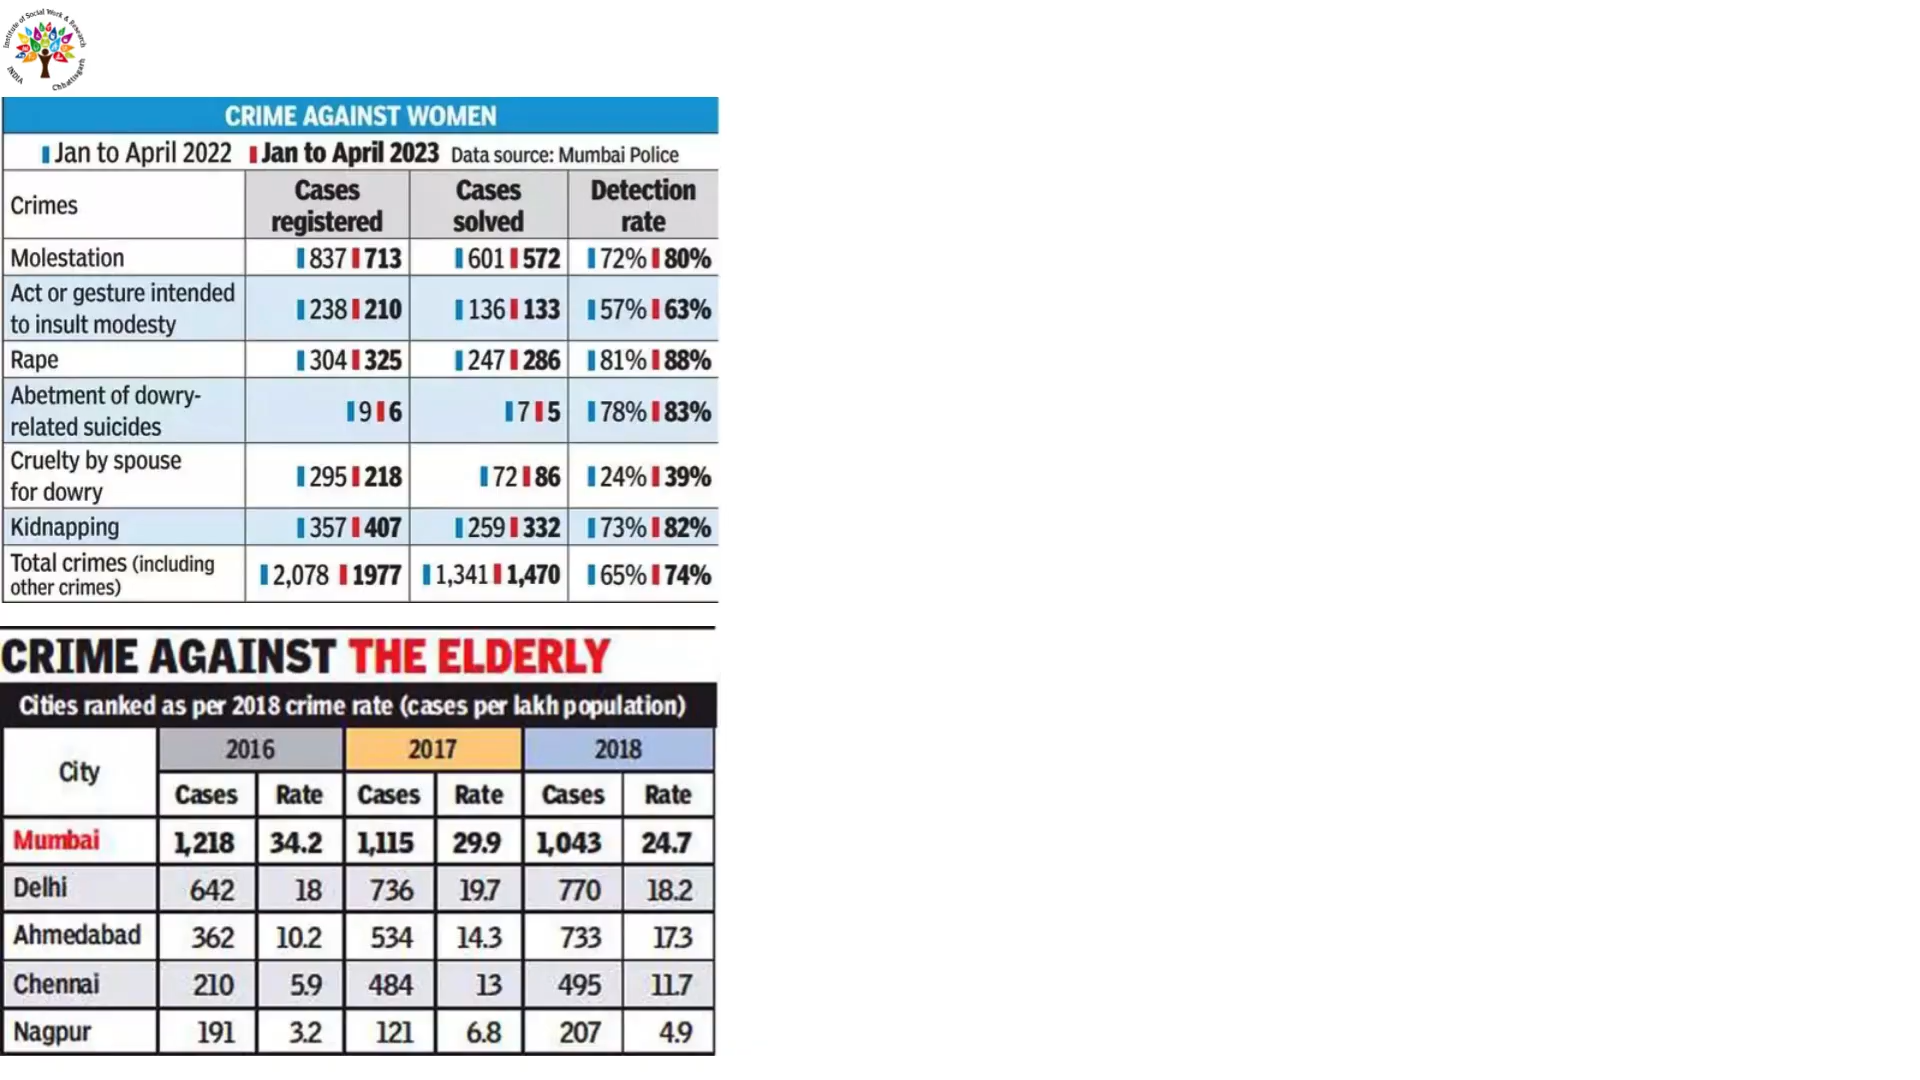 Institute of Social Work & Research
INDIA
Chhattisgarh
CRIME AGAINST WOMEN
Jan to April 2022 Jan to April 2023 Data source: Mumbai Police
Crimes Cases registered Cases solved Detection rate
Molestation 837 713 601 572 72% 80%
Act or gesture intended to insult modesty 238 210 136 133 57% 63%
Rape 304 325 247 286 81% 88%
Abetment of dowry-related suicides 9 6 7 5 78% 83%
Cruelty by spouse for dowry 295 218 72 86 24% 39%
Kidnapping 357 407 259 332 73% 82%
Total crimes (including other crimes) 2,078 1977 1,341 1,470 65% 74%
CRIME AGAINST THE ELDERLY
Cities ranked as per 2018 crime rate (cases per lakh population)
City 2016 2017 2018
Cases Rate Cases Rate Cases Rate
Mumbai 1,218 34.2 1,115 29.9 1,043 24.7
Delhi 642 18 736 19.7 770 18.2
Ahmedabad 362 10.2 534 14.3 733 17.3
Chennai 210 5.9 484 13 495 11.7
Nagpur 191 3.2 121 6.8 207 4.9